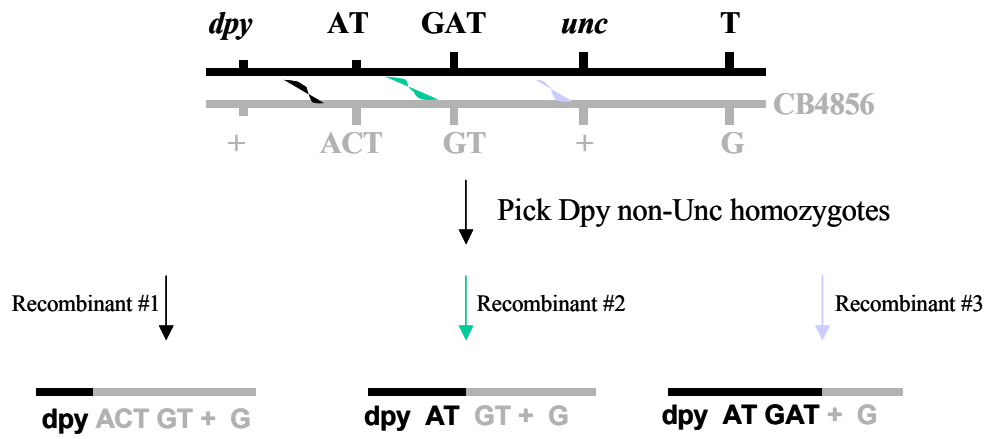 dpy AT GAT unc T
CB4856
+ ACT GT + G
Pick Dpy non-Unc homozygotes
Recombinant #1 Recombinant #2 Recombinant #3
dpy ACT GT + G dpy AT GT + G dpy AT GAT + G